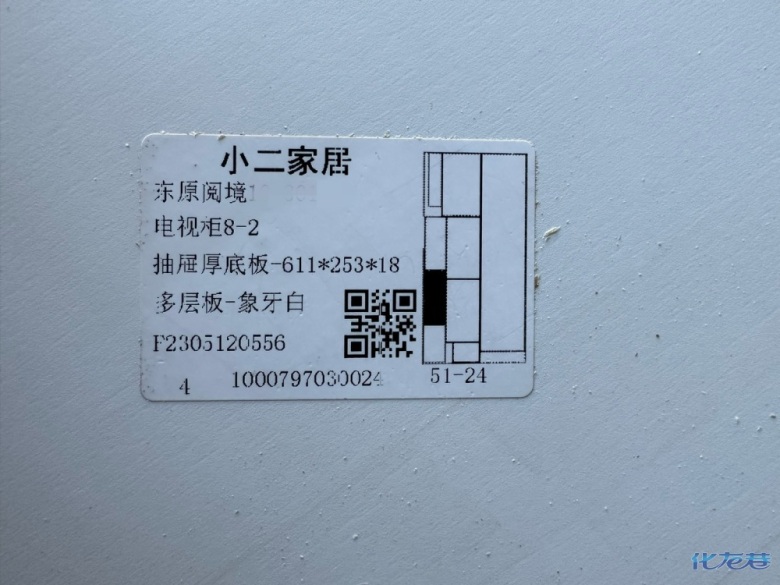 小二家居
东原阅境
电视柜8-2
抽屉厚底板-611*253*18
多层板-象牙白
F2305120556
4
1000797030024
51-24
化龙巷